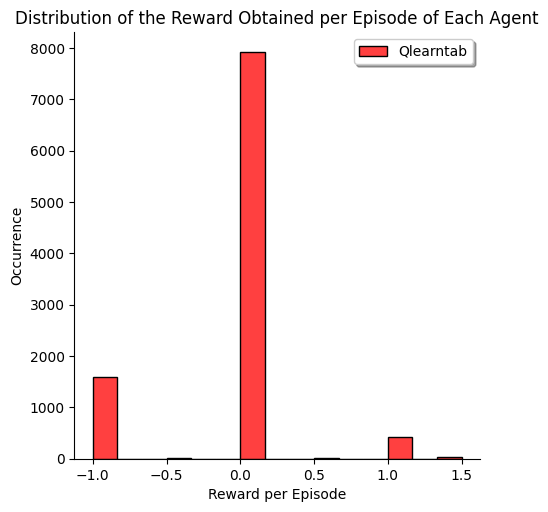 Distribution of the Reward Obtained per Episode of Each Agent
Qlearntab
8000
7000
6000
5000
4000
3000
2000
1000
0
Occurrence
−1.0 −0.5 0.0 0.5 1.0 1.5
Reward per Episode